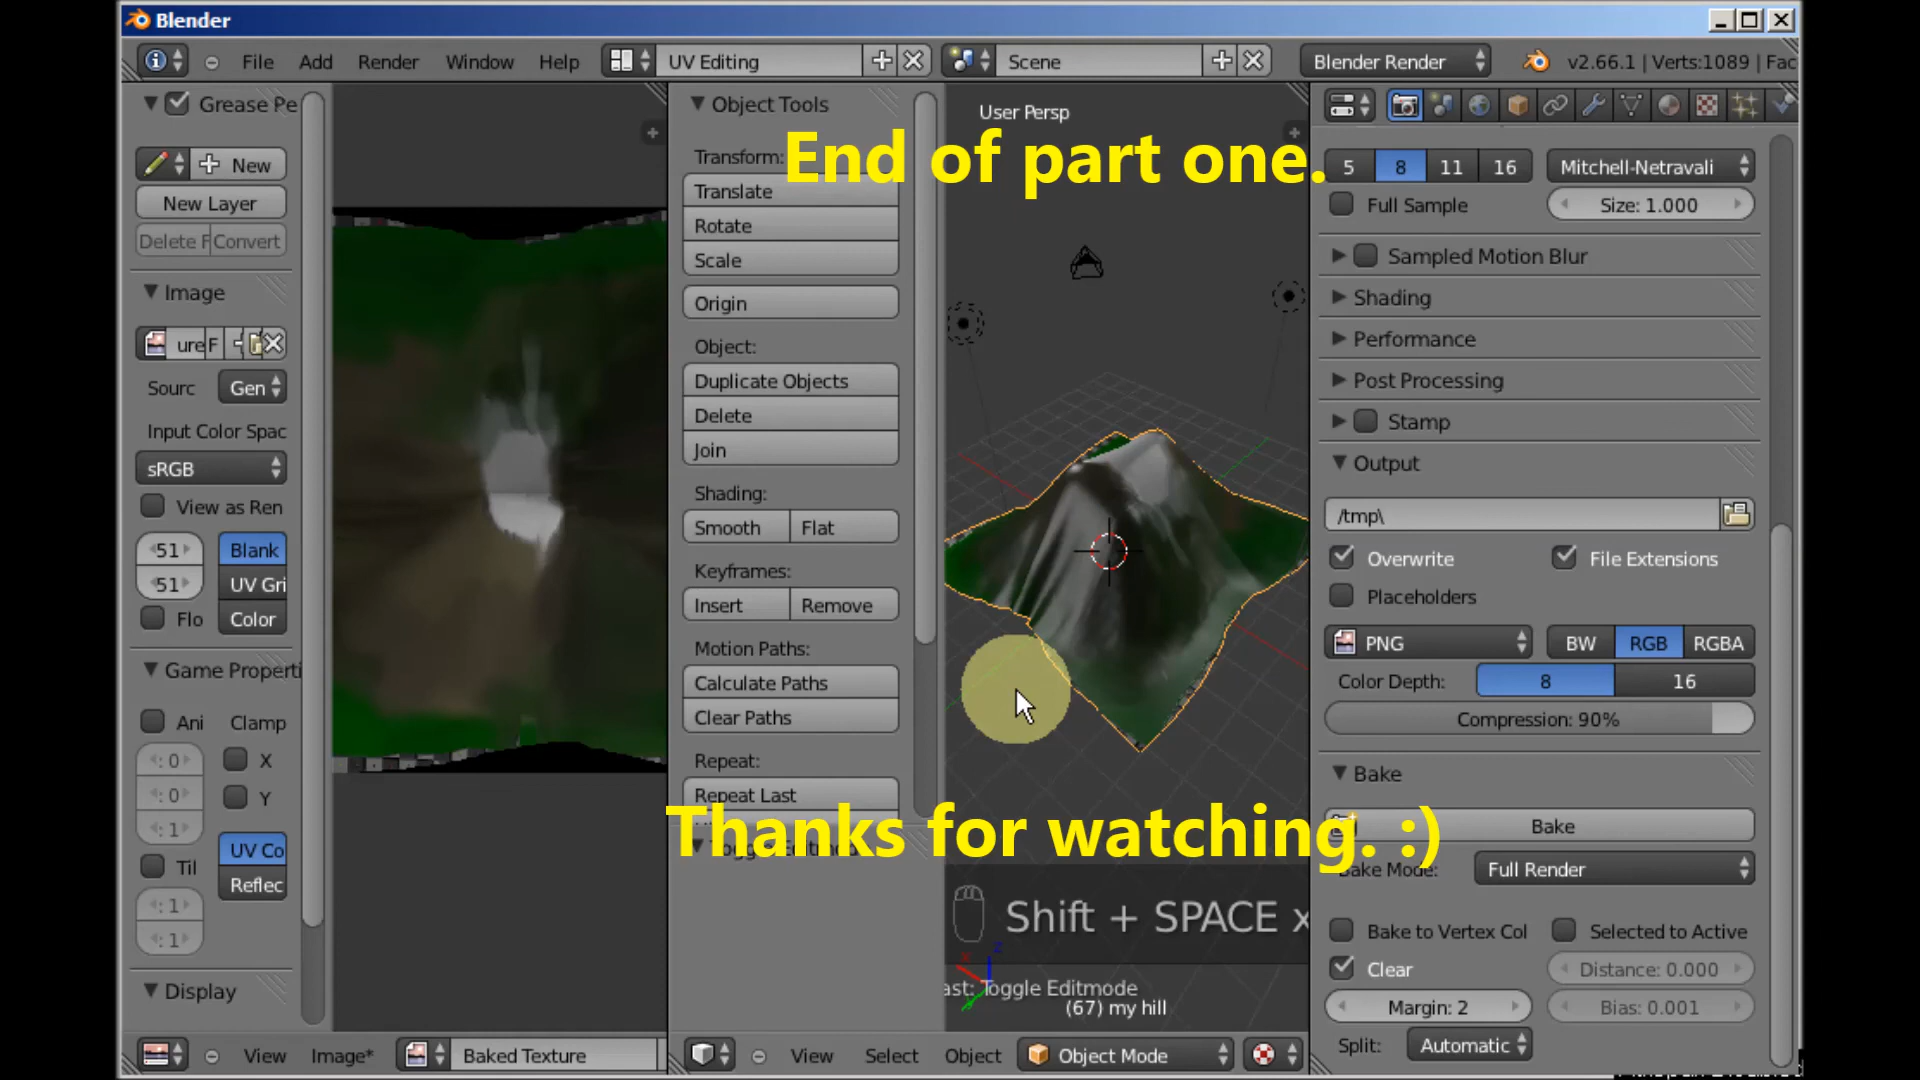 Blender
File Add Render Window Help UV Editing Scene Blender Render v2.66.1 | Verts:1089 | Fac
Grease Pe
New
New Layer
Delete F Convert
Image
ure F
Sourc Gen
Input Color Spac
sRGB
View as Ren
51 Blank
51 UV Gri
Flo Color
Game Properti
Ani Clamp
: 0 X
: 0 Y
: 1
UV Co
Til Reflec
: 1
: 1
Display
View Image* Baked Texture
Object Tools
Transform:
Translate
Rotate
Scale
Origin
Object:
Duplicate Objects
Delete
Join
Shading:
Smooth Flat
Keyframes:
Insert Remove
Motion Paths:
Calculate Paths
Clear Paths
Repeat:
Repeat Last
User Persp
End of part one.
Thanks for watching. :)
Shift + SPACE x
ast: Toggle Editmode
(67) my hill
View Select Object Object Mode
5 8 11 16 Mitchell-Netravali
Full Sample Size: 1.000
Sampled Motion Blur
Shading
Performance
Post Processing
Stamp
Output
/tmp\
Overwrite File Extensions
Placeholders
PNG BW RGB RGBA
Color Depth: 8 16
Compression: 90%
Bake
Bake
Bake Mode: Full Render
Bake to Vertex Col Selected to Active
Clear Distance: 0.000
Margin: 2 Bias: 0.001
Split: Automatic